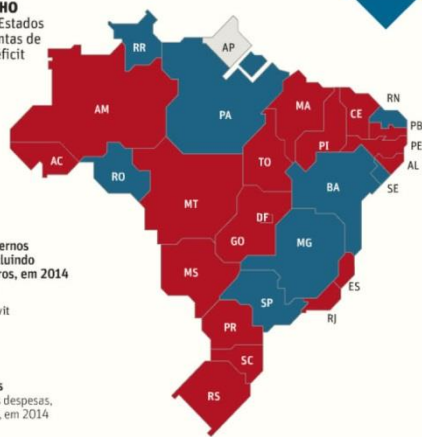 HO
Estados
ntas de
ficit
RR
AP
AM
PA
MA
CE
RN
PB
PE
AL
SE
PI
TO
AC
RO
BA
MT
DF
GO
MG
MS
ES
SP
RJ
PR
SC
RS
ernos
luindo
ros, em 2014
it
s
despesas,
, em 2014